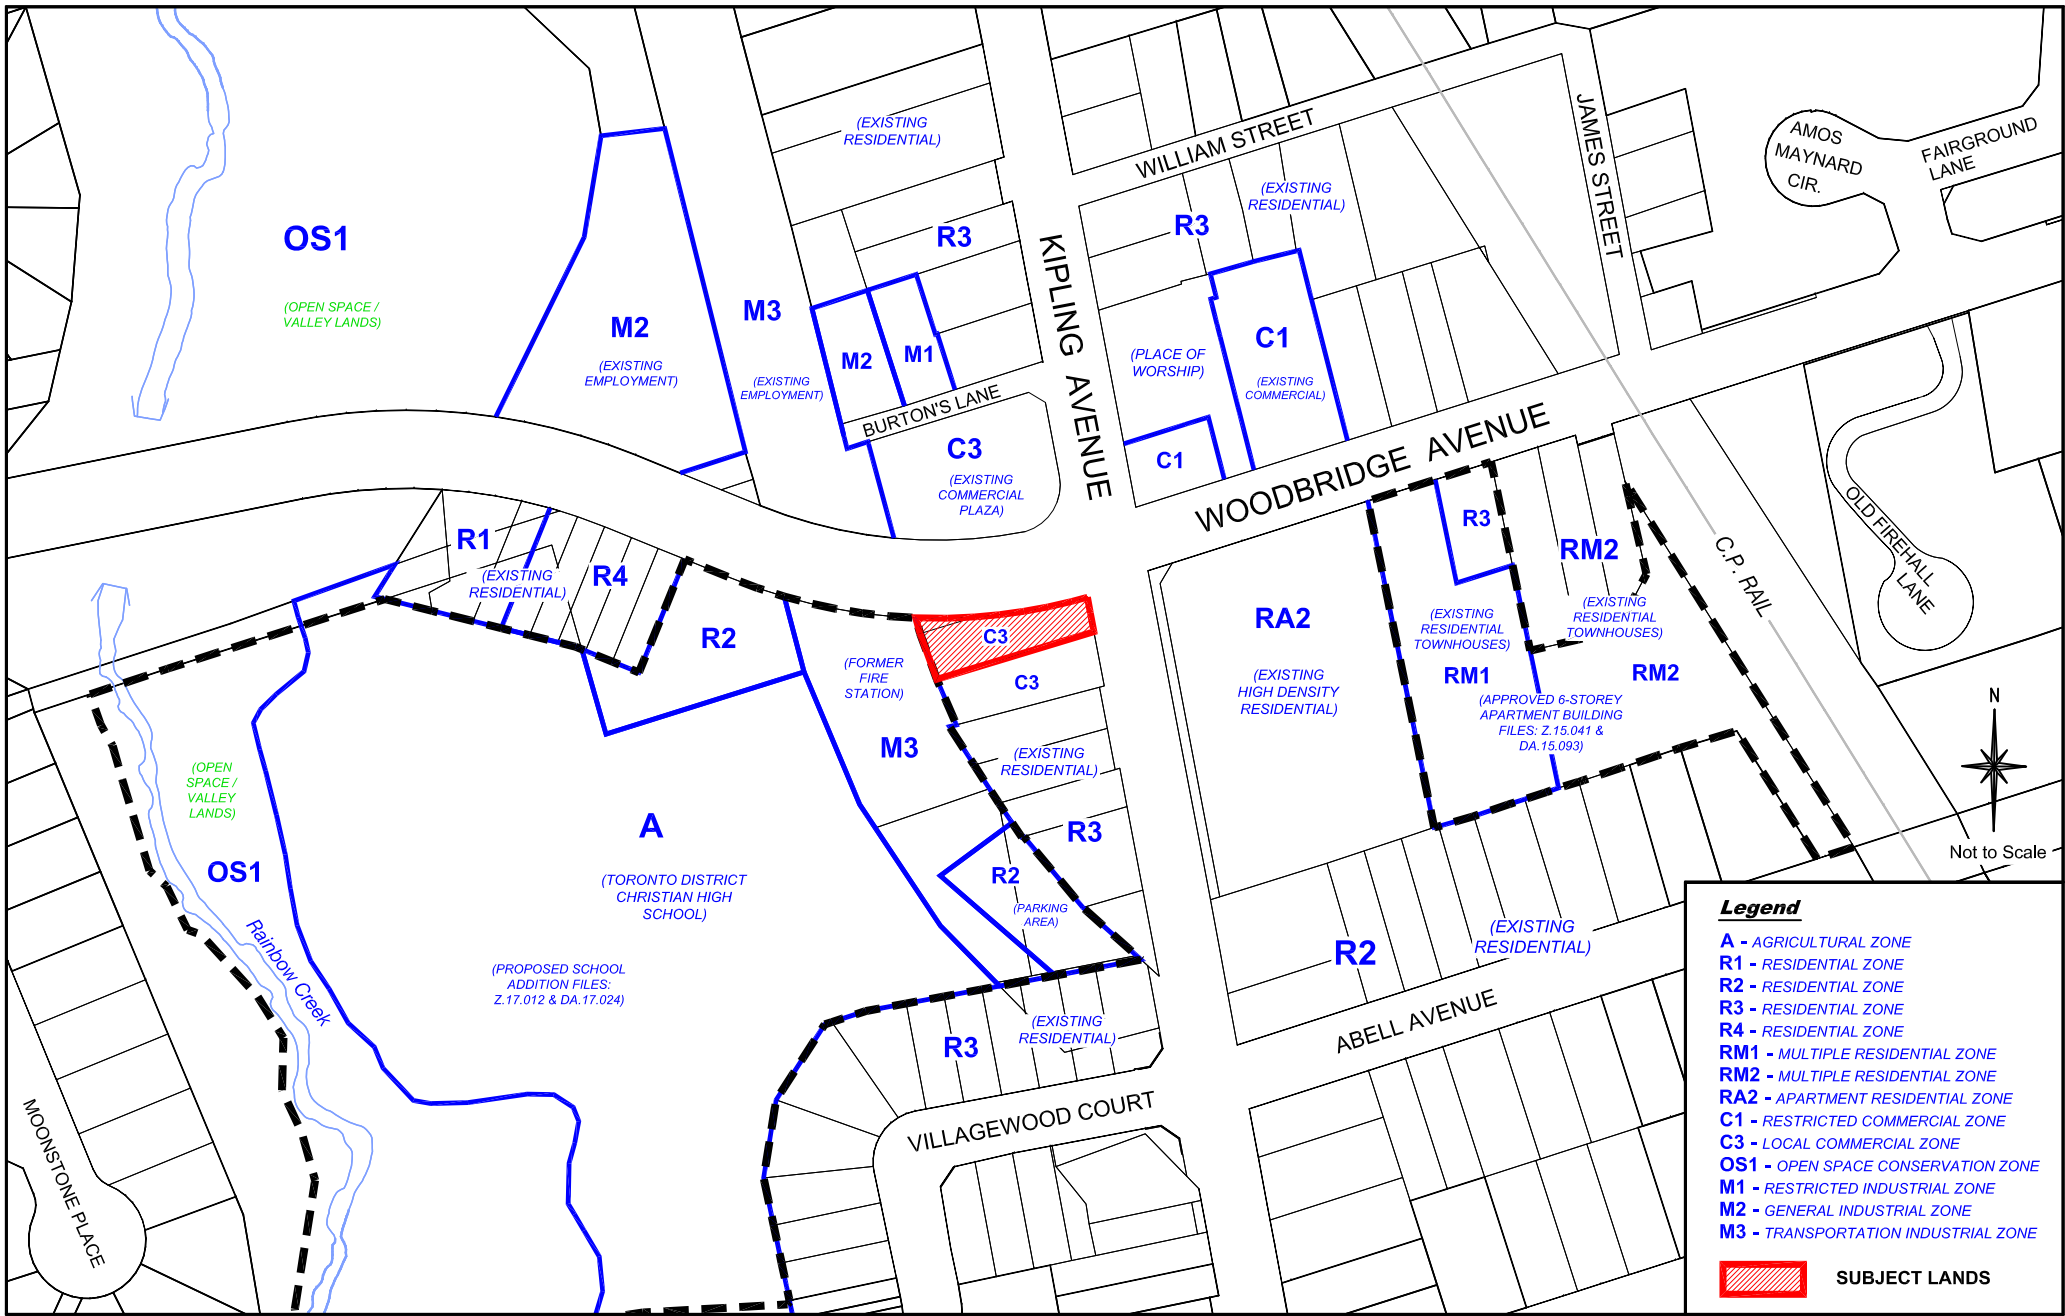 (EXISTING
RESIDENTIAL)
WILLIAM STREET
JAMES STREET
AMOS
MAYNARD
CIR.
FAIRGROUND
LANE
OS1
(OPEN SPACE /
VALLEY LANDS)
M2
(EXISTING
EMPLOYMENT)
M3
(EXISTING
EMPLOYMENT)
R3
M2
M1
BURTON'S LANE
C3
(EXISTING
COMMERCIAL
PLAZA)
KIPLING AVENUE
R3
(EXISTING
RESIDENTIAL)
(PLACE OF
WORSHIP)
C1
(EXISTING
COMMERCIAL)
C1
WOODBRIDGE AVENUE
R1
(EXISTING
RESIDENTIAL)
R4
R2
(FORMER
FIRE
STATION)
M3
C3
C3
(EXISTING
RESIDENTIAL)
R3
R2
(PARKING
AREA)
RA2
(EXISTING
HIGH DENSITY
RESIDENTIAL)
R3
(EXISTING
RESIDENTIAL
TOWNHOUSES)
RM1
RM2
(EXISTING
RESIDENTIAL
TOWNHOUSES)
RM2
(APPROVED 6-STOREY
APARTMENT BUILDING
FILES: Z.15.041 &
DA.15.093)
C.P. RAIL
OLD FIREHALL
LANE
N
Not to Scale
(OPEN
SPACE /
VALLEY
LANDS)
OS1
Rainbow Creek
A
(TORONTO DISTRICT
CHRISTIAN HIGH
SCHOOL)
(PROPOSED SCHOOL
ADDITION FILES:
Z.17.012 & DA.17.024)
R3
(EXISTING
RESIDENTIAL)
R2
(EXISTING
RESIDENTIAL)
ABELL AVENUE
VILLAGEWOOD COURT
MOONSTONE PLACE
Legend
A - AGRICULTURAL ZONE
R1 - RESIDENTIAL ZONE
R2 - RESIDENTIAL ZONE
R3 - RESIDENTIAL ZONE
R4 - RESIDENTIAL ZONE
RM1 - MULTIPLE RESIDENTIAL ZONE
RM2 - MULTIPLE RESIDENTIAL ZONE
RA2 - APARTMENT RESIDENTIAL ZONE
C1 - RESTRICTED COMMERCIAL ZONE
C3 - LOCAL COMMERCIAL ZONE
OS1 - OPEN SPACE CONSERVATION ZONE
M1 - RESTRICTED INDUSTRIAL ZONE
M2 - GENERAL INDUSTRIAL ZONE
M3 - TRANSPORTATION INDUSTRIAL ZONE
SUBJECT LANDS